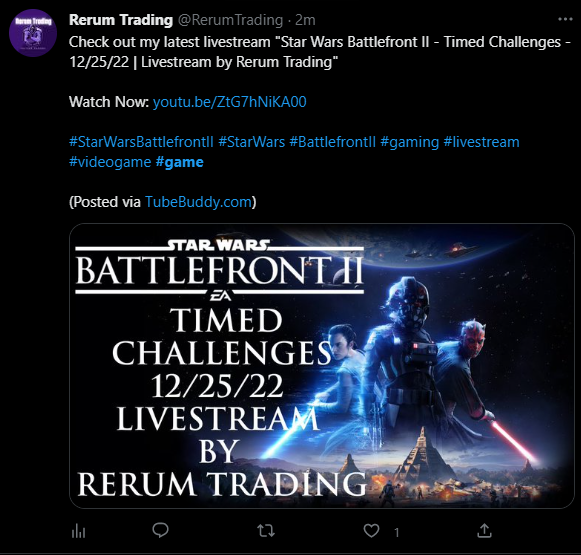 Rerum Trading @RerumTrading · 2m
Check out my latest livestream "Star Wars Battlefront II - Timed Challenges -
12/25/22 | Livestream by Rerum Trading"
Watch Now: youtu.be/ZtG7hNiKA00
#StarWarsBattlefrontII #StarWars #BattlefrontII #gaming #livestream
#videogame #game
(Posted via TubeBuddy.com)
STAR WARS
BATTLEFRONT II
EA
TIMED
CHALLENGES
12/25/22
LIVESTREAM
BY
RERUM TRADING
1